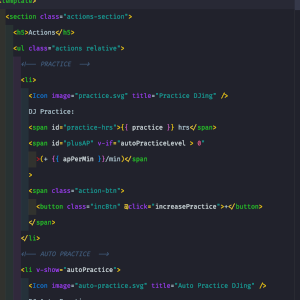 template>
<section class="actions-section">
<h5>Actions</h5>
<ul class="actions relative">
<!-- PRACTICE -->
<li>
<Icon image="practice.svg" title="Practice DJing" />
DJ Practice:
<span id="practice-hrs">{{ practice }} hrs</span>
<span id="plusAP" v-if="autoPracticeLevel > 0"
>(+ {{ apPerMin }}/min)</span
>
<span class="action-btn">
<button class="incBtn" @click="increasePractice">+</button>
</span>
</li>
<!-- AUTO PRACTICE -->
<li v-show="autoPractice">
<Icon image="auto-practice.svg" title="Auto Practice DJing" />